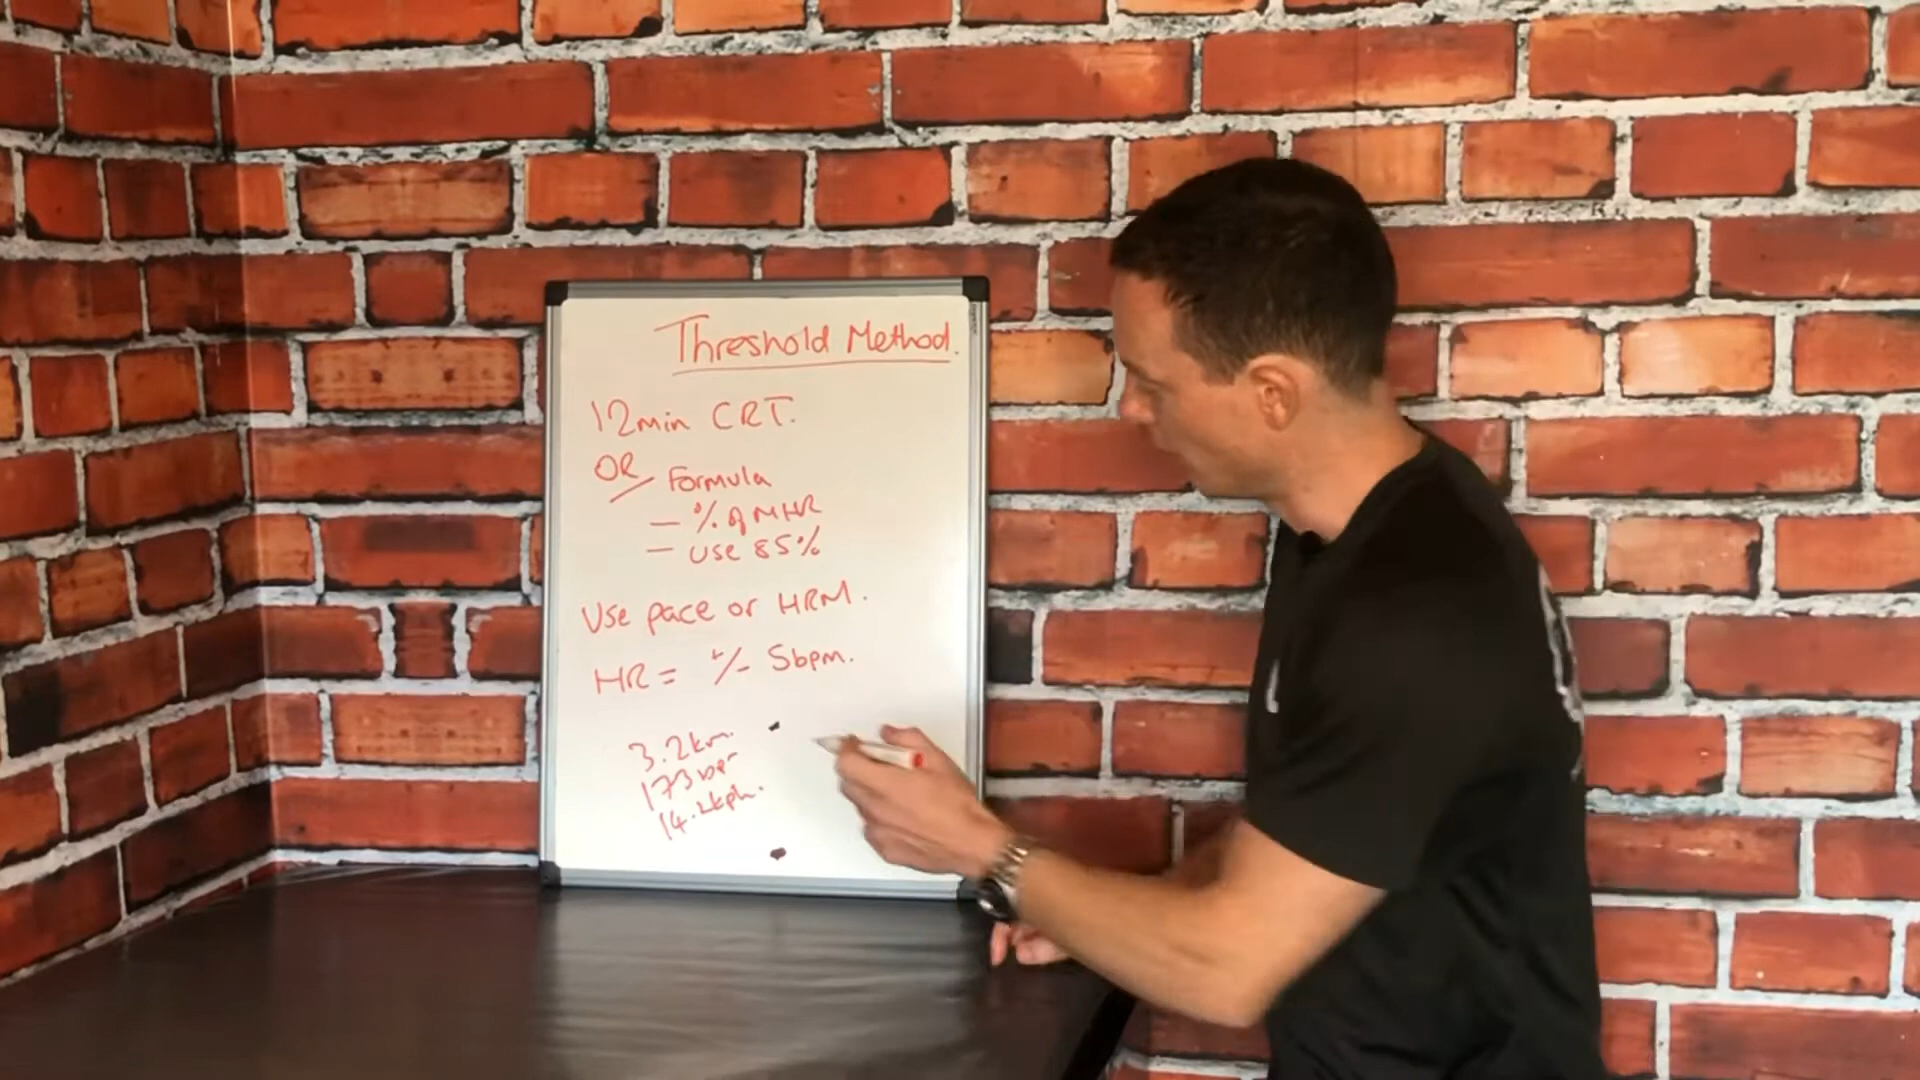 Threshold Method.
12min CRT.
OR Formula
- % of MHR
- Use 85%
Use pace or HRM.
HR = +/- 5bpm.
3.2km.
173bpm
14.2kph.